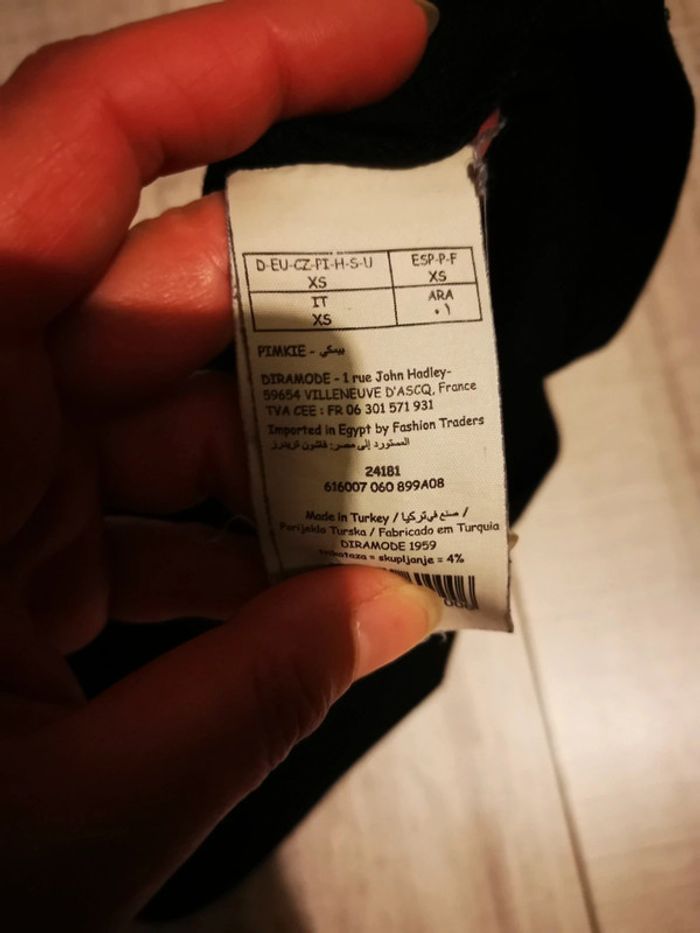 D-EU-CZ-PI-H-S-U ESP-P-F
XS XS
IT ARA
XS ٠١
PIMKIE - بيمكي
DIRAMODE - 1 rue John Hadley-
59654 VILLENEUVE D'ASCQ, France
TVA CEE : FR 06 301 571 931
Imported in Egypt by Fashion Traders
المستورد إلى مصر: فاشون تريدرز
24181
616007 060 899A08
Made in Turkey / صنع في تركيا /
Porijeklo Turska / Fabricado em Turquia
DIRAMODE 1959
skupljanje = 4%
000